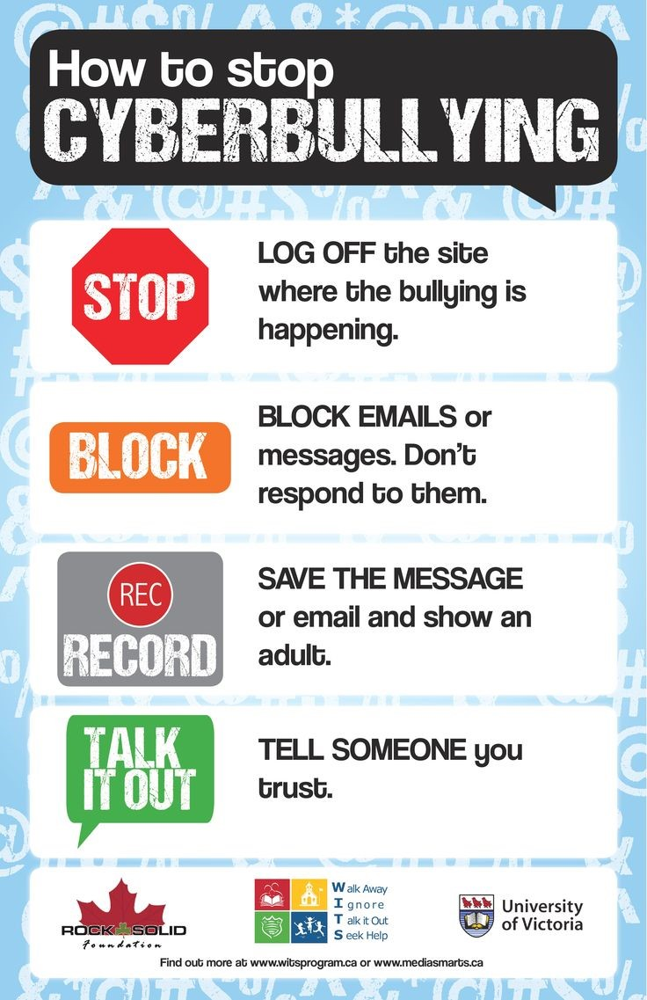 How to stop
CYBERBULLYING
STOP
LOG OFF the site
where the bullying is
happening.
BLOCK
BLOCK EMAILS or
messages. Don't
respond to them.
REC
RECORD
SAVE THE MESSAGE
or email and show an
adult.
TALK
IT OUT
TELL SOMEONE you
trust.
ROCK SOLID
Foundation
Walk Away
Ignore
Talk it Out
Seek Help
University
of Victoria
Find out more at www.witsprogram.ca or www.mediasmarts.ca